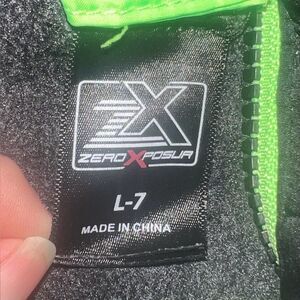 ZX
ZEROXPOSUR
L-7
MADE IN CHINA